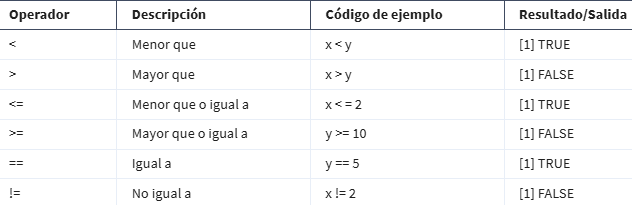 Operador Descripción Código de ejemplo Resultado/Salida
< Menor que x < y [1] TRUE
> Mayor que x > y [1] FALSE
<= Menor que o igual a x < = 2 [1] TRUE
>= Mayor que o igual a y >= 10 [1] FALSE
== Igual a y == 5 [1] TRUE
!= No igual a x != 2 [1] FALSE